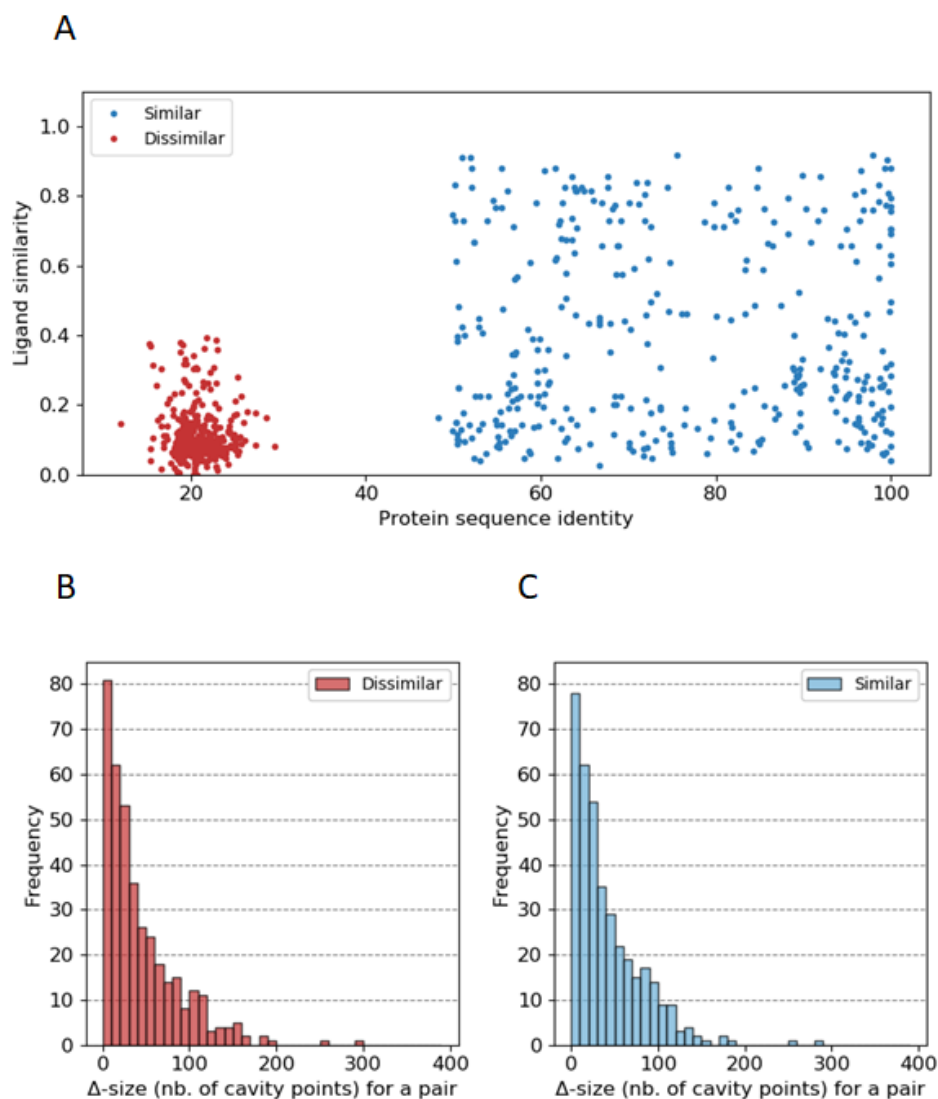 A
Similar
Dissimilar
1.0
0.8
0.6
0.4
0.2
0.0
Ligand similarity
20 40 60 80 100
Protein sequence identity
B
Dissimilar
80
70
60
50
40
30
20
10
0
Frequency
0 100 200 300 400
Δ-size (nb. of cavity points) for a pair
C
Similar
80
70
60
50
40
30
20
10
0
Frequency
0 100 200 300 400
Δ-size (nb. of cavity points) for a pair